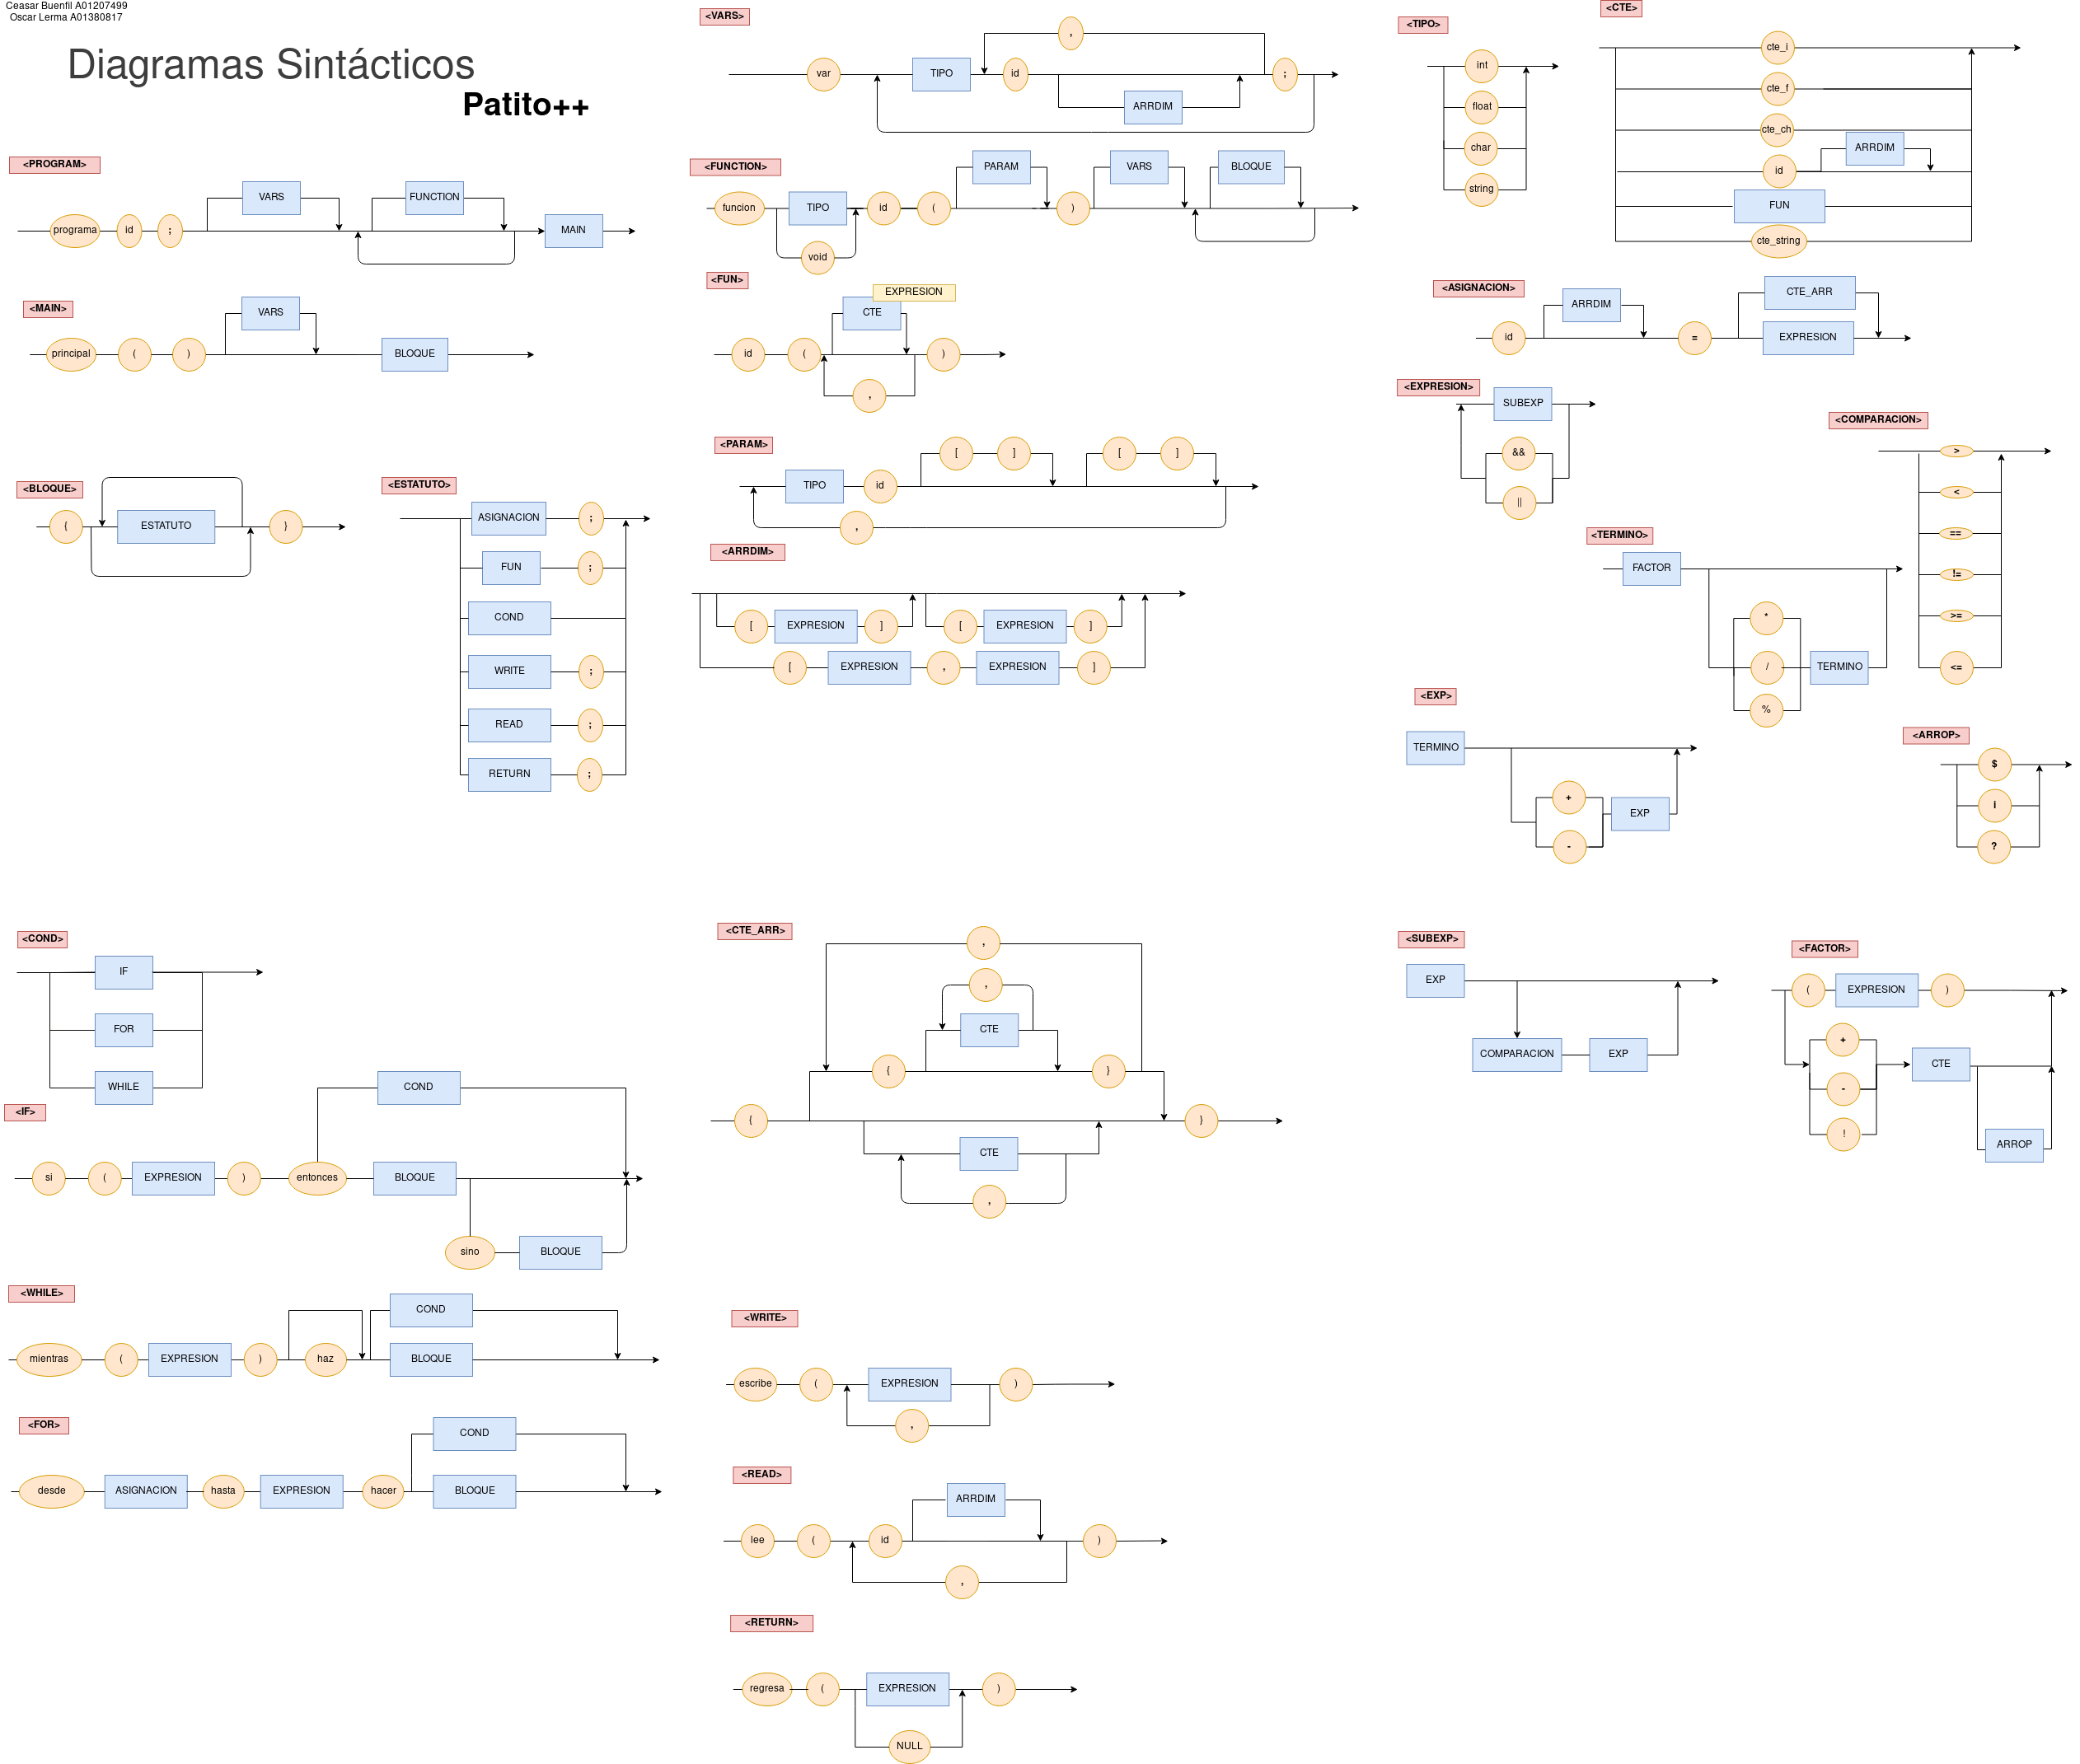 Ceasar Buenfil A01207499
Oscar Lerma A01380817
Diagramas Sintácticos
Patito++
<PROGRAM>
VARS
FUNCTION
programa id ; MAIN
<MAIN>
VARS
principal ( ) BLOQUE
<BLOQUE>
{ ESTATUTO }
<ESTATUTO>
ASIGNACION ;
FUN ;
COND
WRITE ;
READ ;
RETURN ;
<COND>
IF
FOR
WHILE
<IF>
COND
si ( EXPRESION ) entonces BLOQUE
sino BLOQUE
<WHILE>
COND
mientras ( EXPRESION ) haz BLOQUE
<FOR>
COND
desde ASIGNACION hasta EXPRESION hacer BLOQUE
<VARS>
,
var TIPO id ;
ARRDIM
<FUNCTION>
PARAM VARS BLOQUE
funcion TIPO id ( )
void
<FUN>
EXPRESION
CTE
id ( )
,
<PARAM>
[ ] [ ]
TIPO id
,
<ARRDIM>
[ EXPRESION ] [ EXPRESION ]
[ EXPRESION , EXPRESION ]
<CTE_ARR>
,
,
CTE
{ }
{ }
CTE
,
<WRITE>
escribe ( EXPRESION )
,
<READ>
ARRDIM
lee ( id )
,
<RETURN>
regresa ( EXPRESION )
NULL
<TIPO>
int
float
char
string
<CTE>
cte_i
cte_f
cte_ch
ARRDIM
id
FUN
cte_string
<ASIGNACION>
ARRDIM CTE_ARR
id = EXPRESION
<EXPRESION>
SUBEXP
&&
||
<COMPARACION>
>
<
==
!=
>=
<=
<TERMINO>
FACTOR
*
/ TERMINO
%
<EXP>
TERMINO
+
EXP
-
<ARROP>
$
i
?
<SUBEXP>
EXP
COMPARACION EXP
<FACTOR>
( EXPRESION )
+
CTE
-
!
ARROP